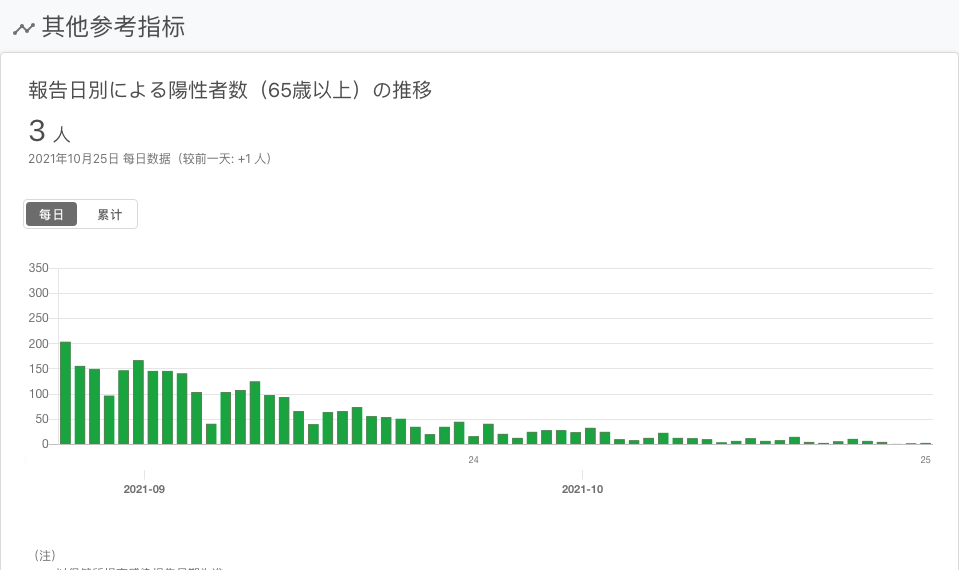 其他参考指标
報告日別による陽性者数（65歳以上）の推移
3 人
2021年10月25日 每日数据（较前一天: +1 人）
每日 累计
350
300
250
200
150
100
50
0
24 25
2021-09 2021-10
（注）